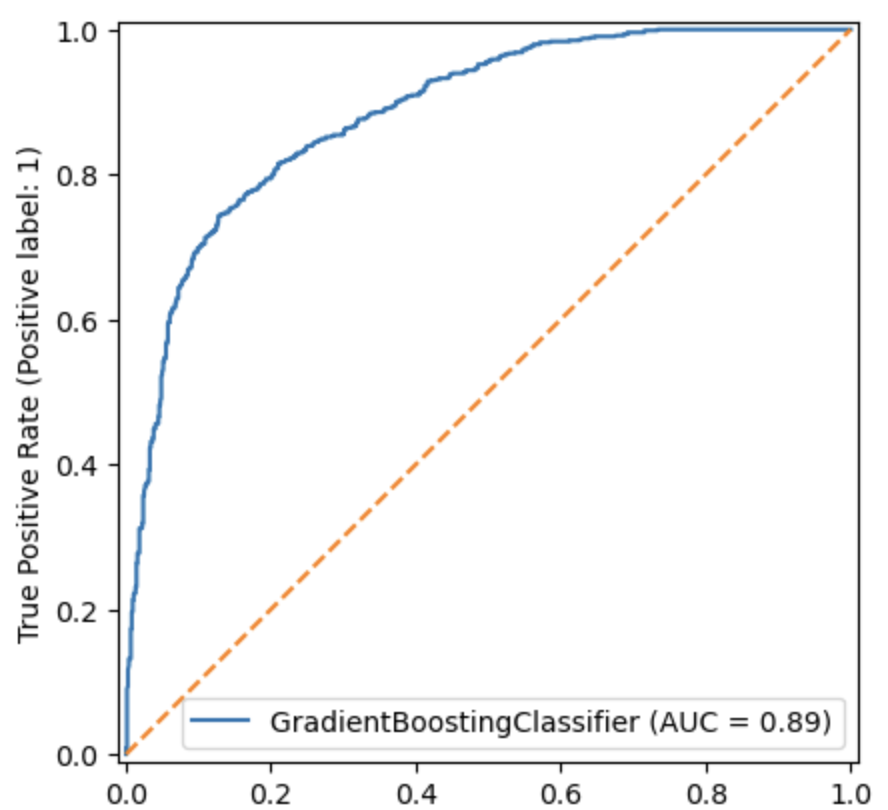 1.0
0.8
0.6
0.4
0.2
0.0
True Positive Rate (Positive label: 1)
GradientBoostingClassifier (AUC = 0.89)
0.0 0.2 0.4 0.6 0.8 1.0